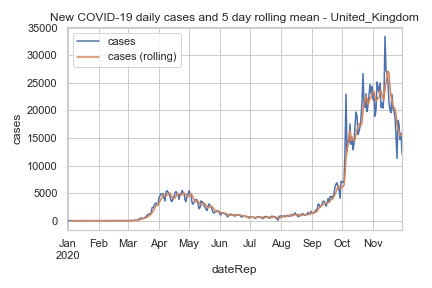 New COVID-19 daily cases and 5 day rolling mean - United_Kingdom
cases
cases (rolling)
35000
30000
25000
20000
15000
10000
5000
0
cases
Jan Feb Mar Apr May Jun Jul Aug Sep Oct Nov
2020
dateRep